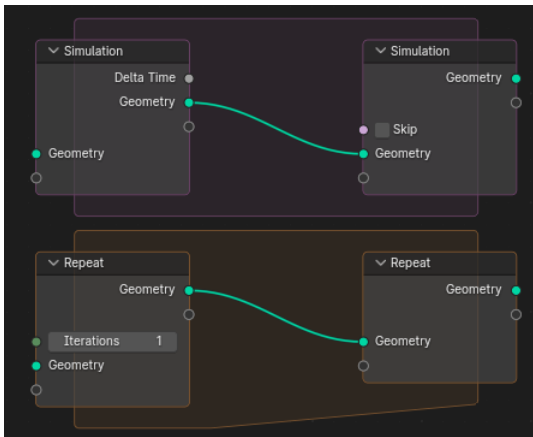 Simulation
Delta Time
Geometry
Geometry
Simulation
Geometry
Skip
Geometry
Repeat
Geometry
Iterations 1
Geometry
Repeat
Geometry
Geometry